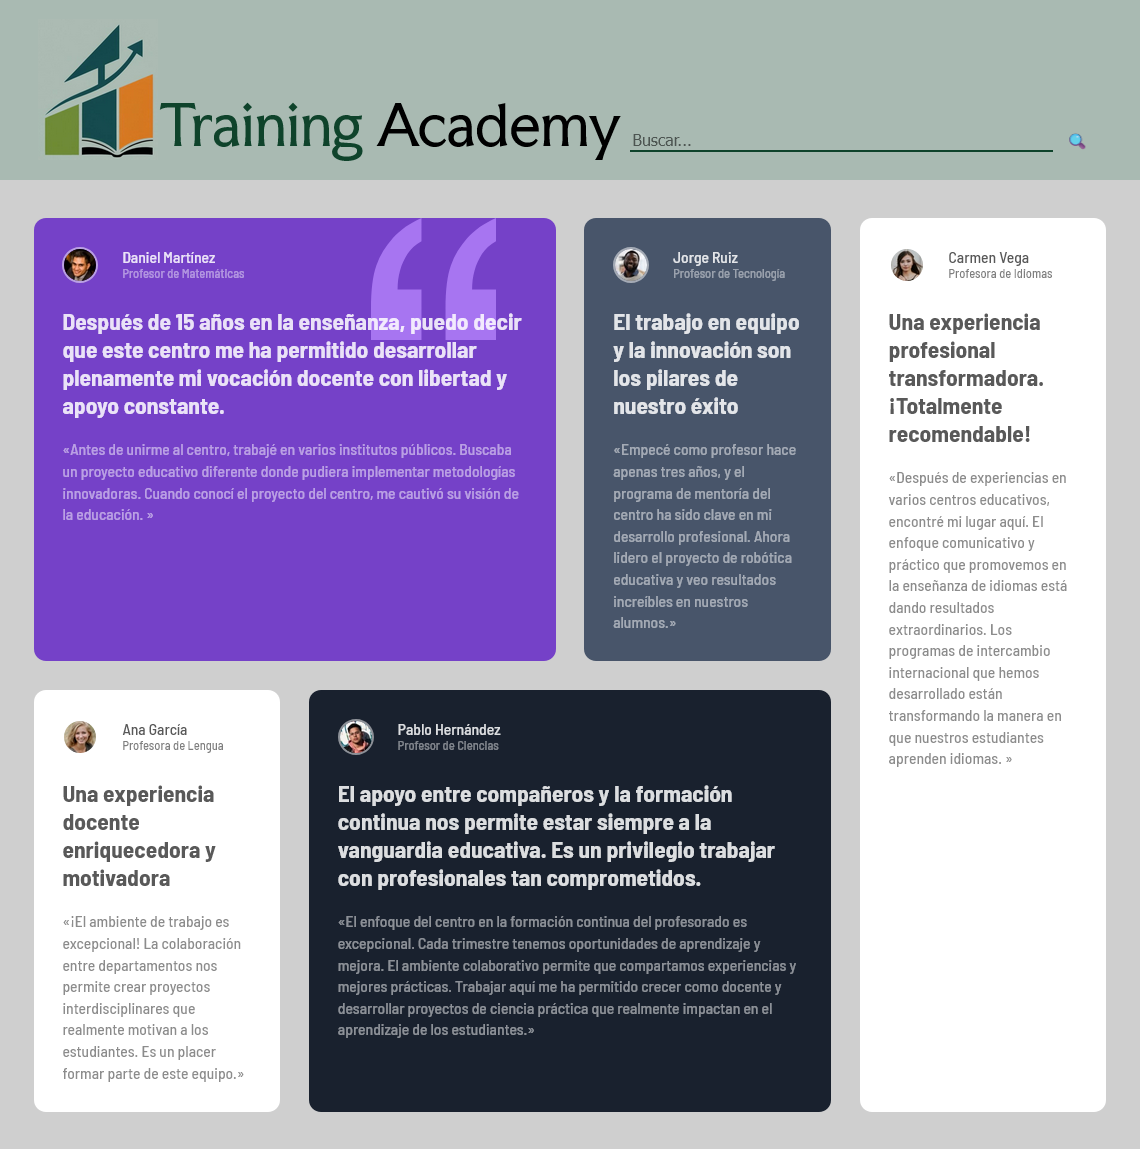 Training Academy
Buscar...
Daniel Martínez
Profesor de Matemáticas
Después de 15 años en la enseñanza, puedo decir
que este centro me ha permitido desarrollar
plenamente mi vocación docente con libertad y
apoyo constante.
«Antes de unirme al centro, trabajé en varios institutos públicos. Buscaba
un proyecto educativo diferente donde pudiera implementar metodologías
innovadoras. Cuando conocí el proyecto del centro, me cautivó su visión de
la educación. »
Jorge Ruiz
Profesor de Tecnología
El trabajo en equipo
y la innovación son
los pilares de
nuestro éxito
«Empecé como profesor hace
apenas tres años, y el
programa de mentoría del
centro ha sido clave en mi
desarrollo profesional. Ahora
lidero el proyecto de robótica
educativa y veo resultados
increíbles en nuestros
alumnos.»
Carmen Vega
Profesora de Idiomas
Una experiencia
profesional
transformadora.
¡Totalmente
recomendable!
«Después de experiencias en
varios centros educativos,
encontré mi lugar aquí. El
enfoque comunicativo y
práctico que promovemos en
la enseñanza de idiomas está
dando resultados
extraordinarios. Los
programas de intercambio
internacional que hemos
desarrollado están
transformando la manera en
que nuestros estudiantes
aprenden idiomas. »
Ana García
Profesora de Lengua
Una experiencia
docente
enriquecedora y
motivadora
«¡El ambiente de trabajo es
excepcional! La colaboración
entre departamentos nos
permite crear proyectos
interdisciplinares que
realmente motivan a los
estudiantes. Es un placer
formar parte de este equipo.»
Pablo Hernández
Profesor de Ciencias
El apoyo entre compañeros y la formación
continua nos permite estar siempre a la
vanguardia educativa. Es un privilegio trabajar
con profesionales tan comprometidos.
«El enfoque del centro en la formación continua del profesorado es
excepcional. Cada trimestre tenemos oportunidades de aprendizaje y
mejora. El ambiente colaborativo permite que compartamos experiencias y
mejores prácticas. Trabajar aquí me ha permitido crecer como docente y
desarrollar proyectos de ciencia práctica que realmente impactan en el
aprendizaje de los estudiantes.»